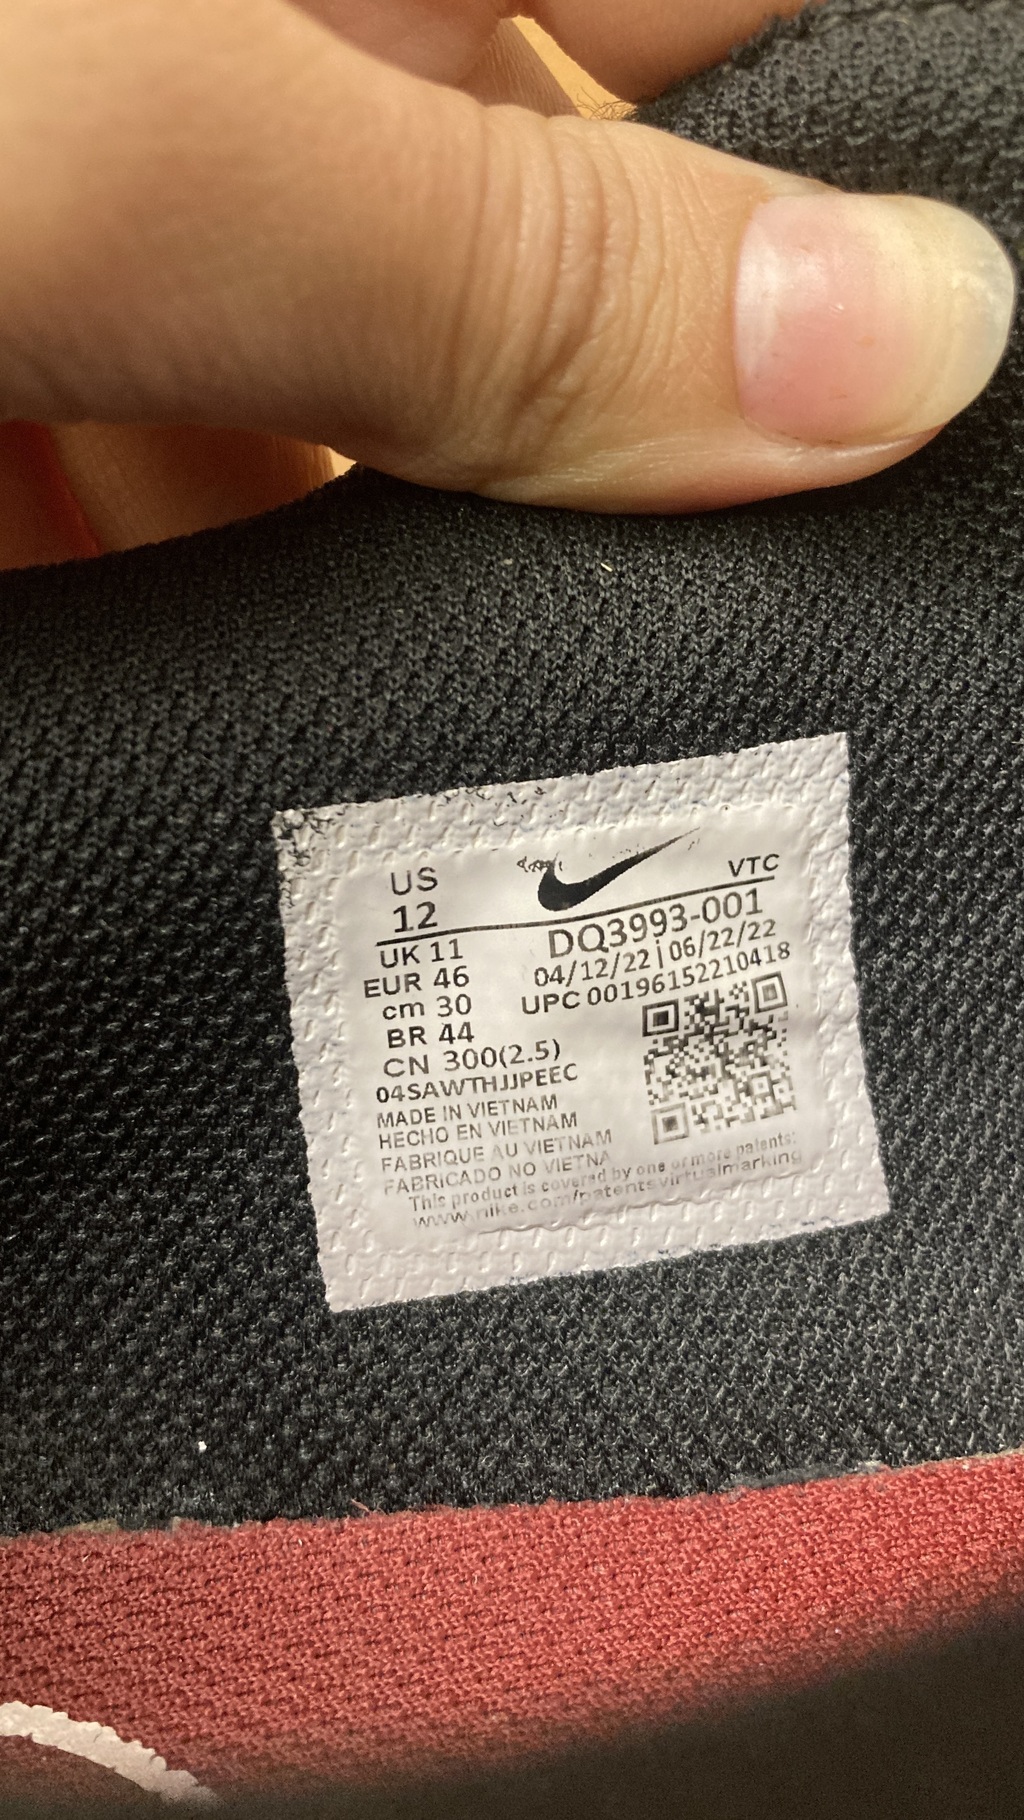 US
12
VTC
UK 11
EUR 46
cm 30
BR 44
CN 300(2.5)
DQ3993-001
04/12/22|06/22/22
UPC 00196152210418
04SAWTHJJPEEC
MADE IN VIETNAM
HECHO EN VIETNAM
FABRIQUE AU VIETNAM
FABRICADO NO VIETNA
This product is covered by one or more patents:
www.nike.com/patentsvirtualmarking